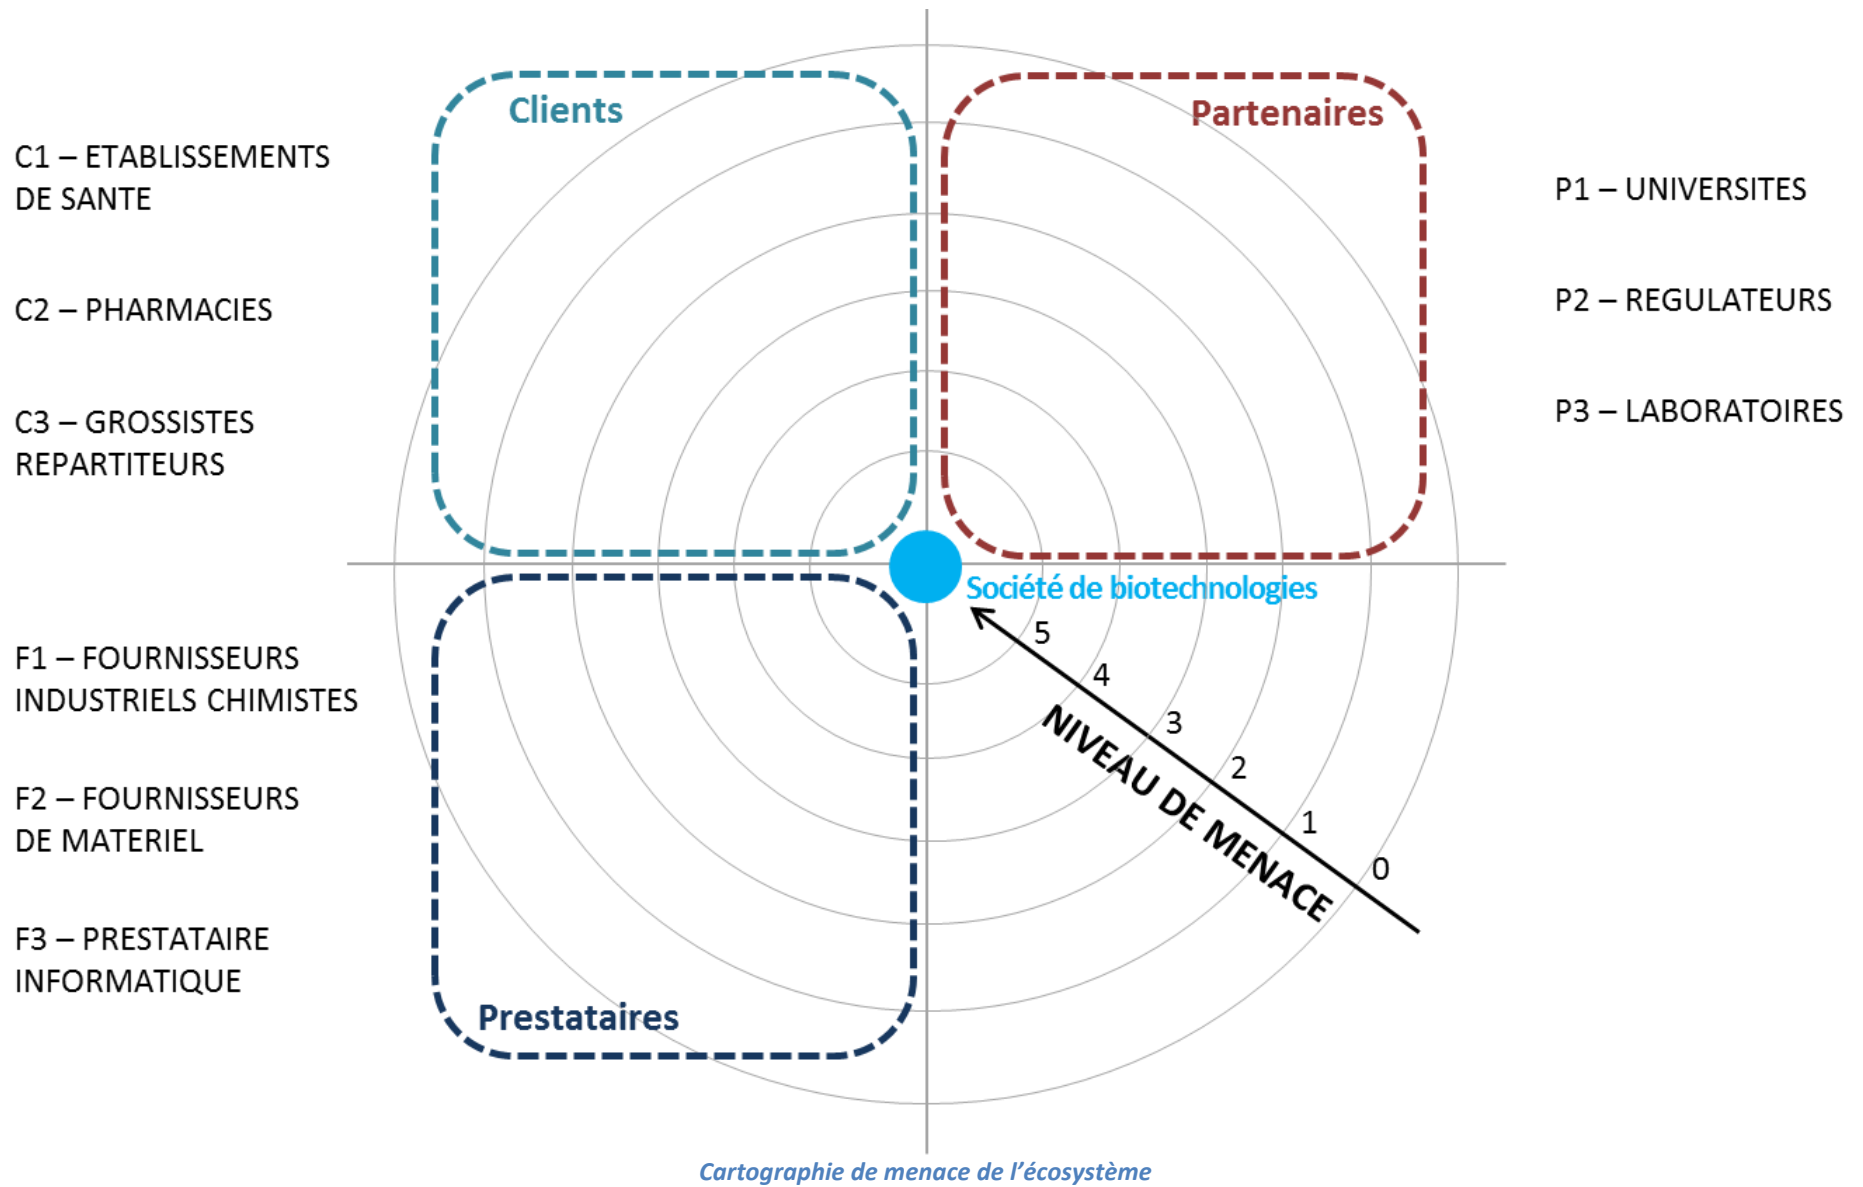 Clients
Partenaires
C1 – ETABLISSEMENTS
DE SANTE
C2 – PHARMACIES
C3 – GROSSISTES
REPARTITEURS
P1 – UNIVERSITES
P2 – REGULATEURS
P3 – LABORATOIRES
Société de biotechnologies
F1 – FOURNISSEURS
INDUSTRIELS CHIMISTES
F2 – FOURNISSEURS
DE MATERIEL
F3 – PRESTATAIRE
INFORMATIQUE
Prestataires
5
4
3
2
1
0
NIVEAU DE MENACE
Cartographie de menace de l’écosystème